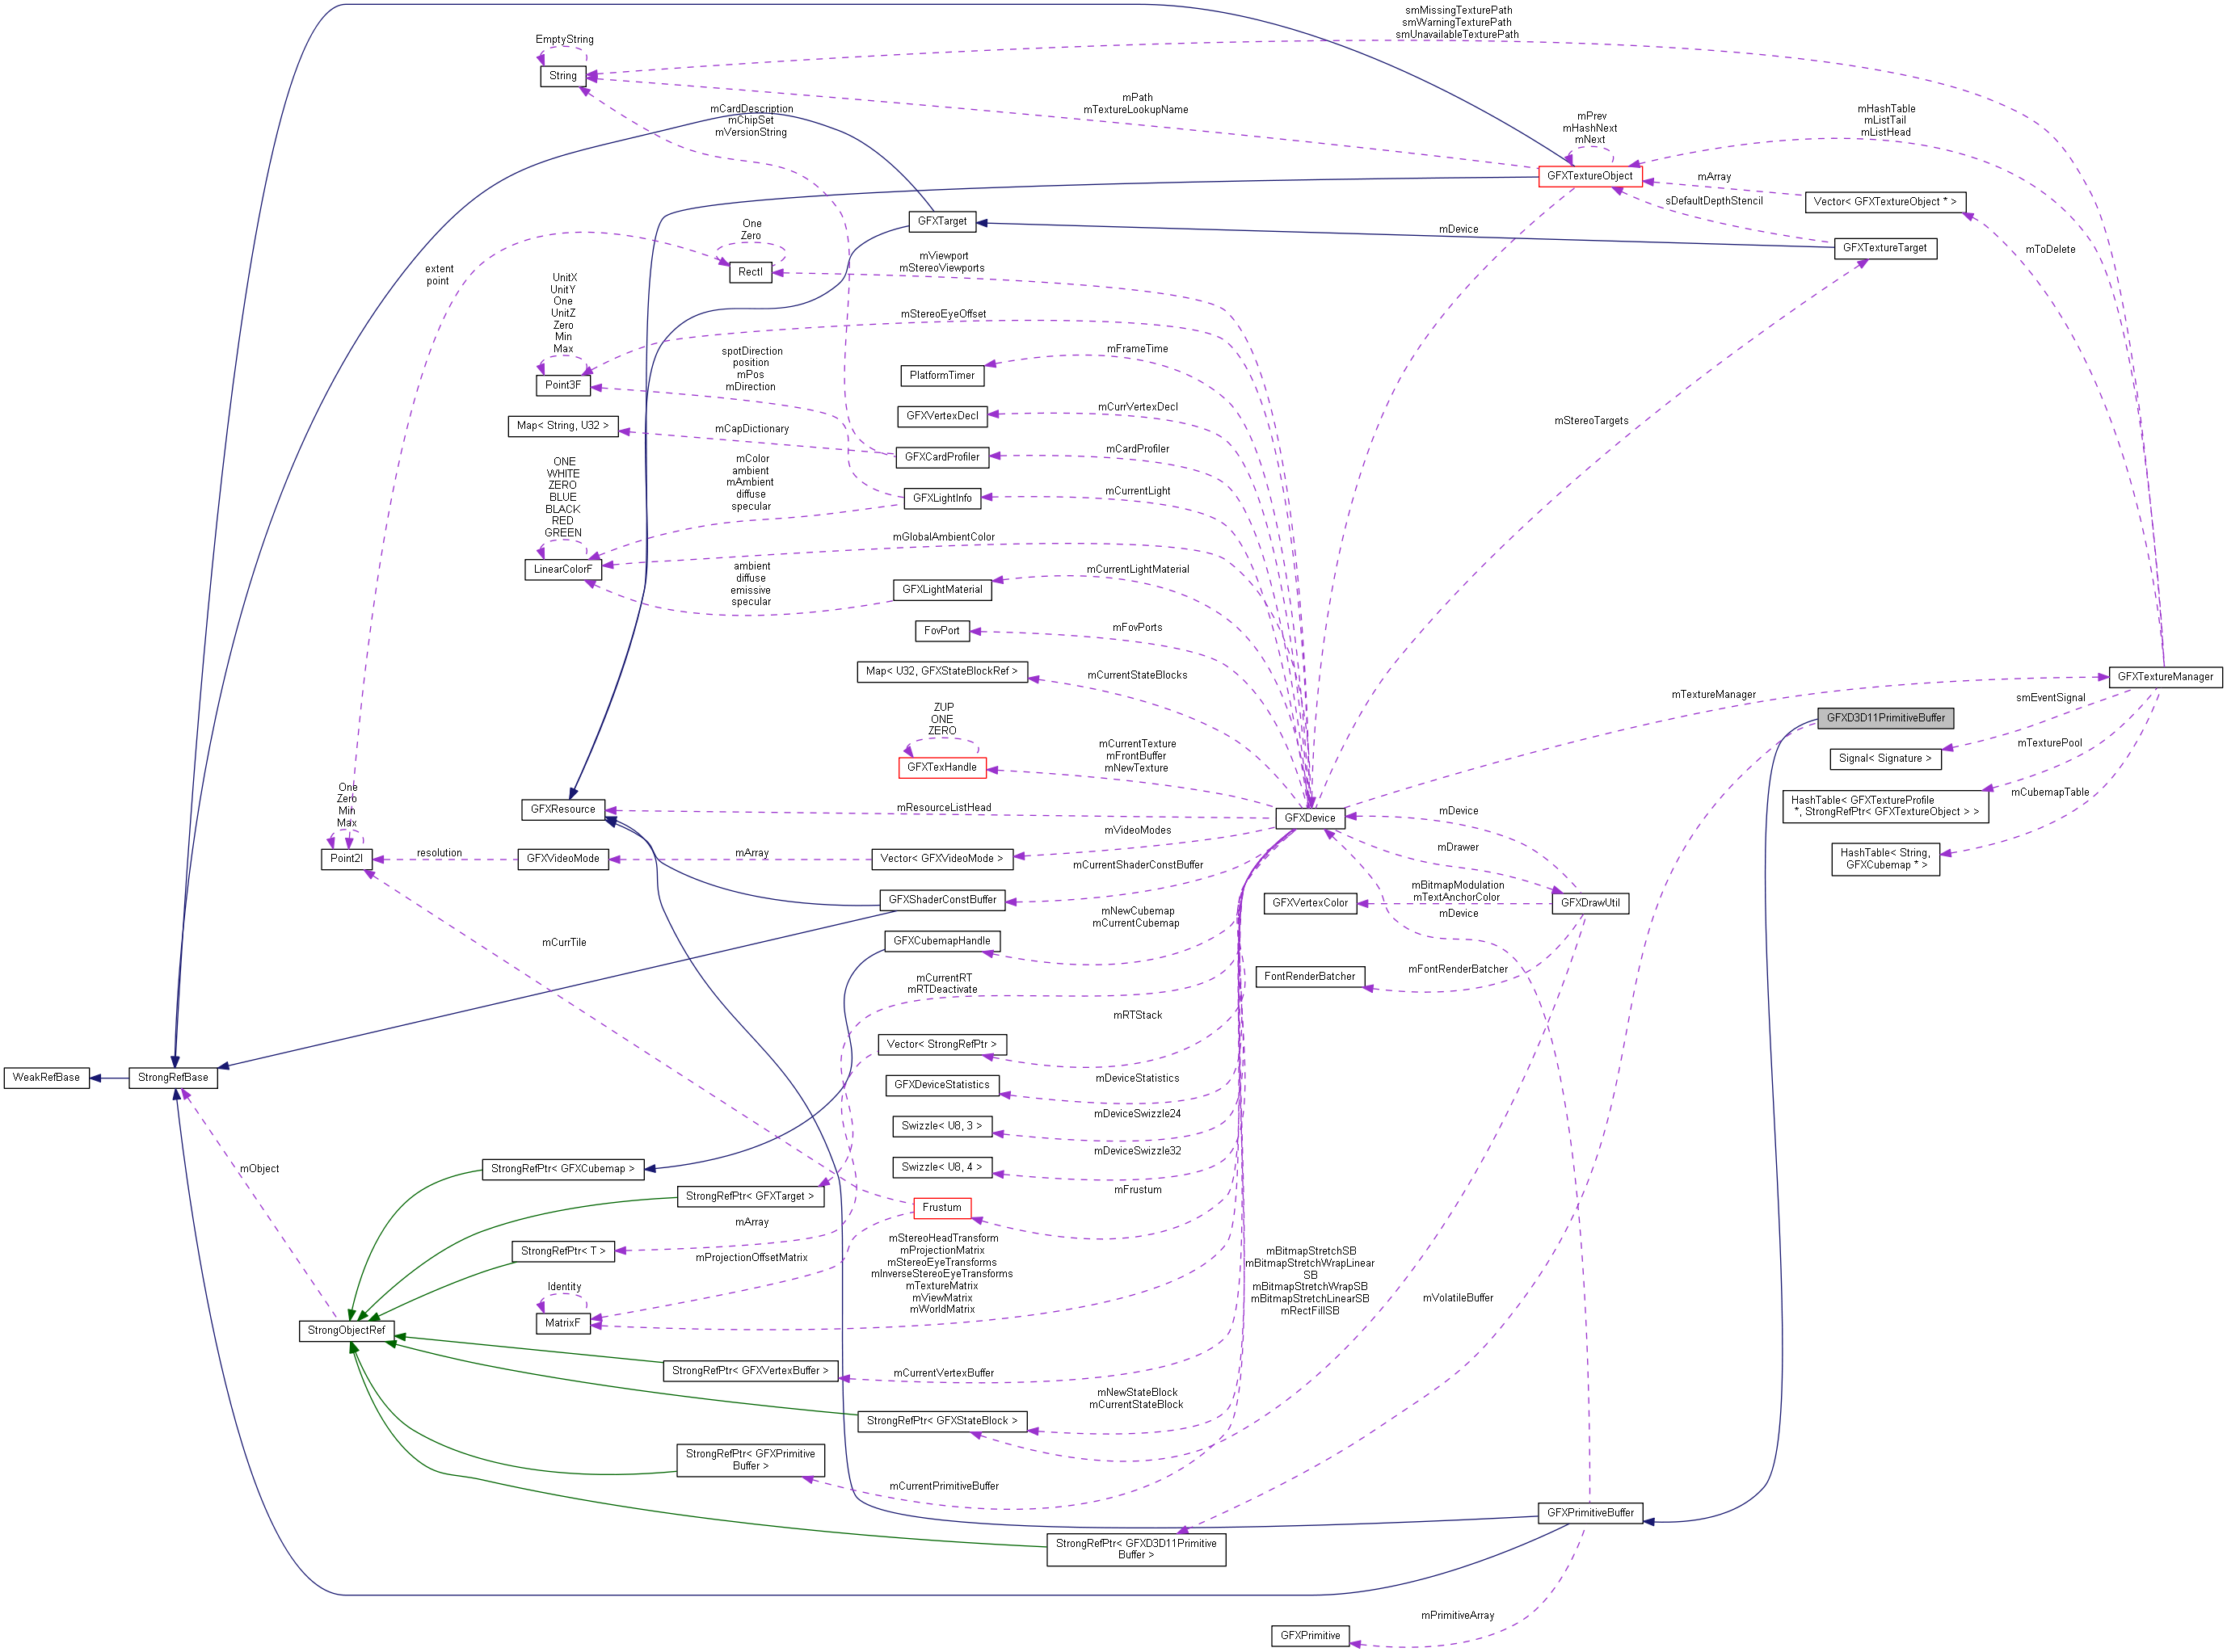 smMissingTexturePath
smWarningTexturePath
smUnavailableTexturePath
EmptyString
String
mPath
mTextureLookupName
mCardDescription
mChipSet
mVersionString
mPrev
mHashNext
mNext
mHashTable
mListTail
mListHead
GFXTextureObject
mArray
Vector< GFXTextureObject * >
sDefaultDepthStencil
GFXTarget
mDevice
GFXTextureTarget
mToDelete
One
Zero
RectI
mViewport
mStereoViewports
extent
point
UnitX
UnitY
One
UnitZ
Zero
Min
Max
Point3F
mStereoEyeOffset
spotDirection
position
mPos
mDirection
mFrameTime
PlatformTimer
GFXVertexDecl
mCurrVertexDecl
Map< String, U32 >
mCapDictionary
GFXCardProfiler
mCardProfiler
mStereoTargets
ONE
WHITE
ZERO
BLUE
BLACK
RED
GREEN
LinearColorF
mColor
ambient
mAmbient
diffuse
specular
GFXLightInfo
mCurrentLight
mGlobalAmbientColor
ambient
diffuse
emissive
specular
GFXLightMaterial
mCurrentLightMaterial
FovPort
mFovPorts
Map< U32, GFXStateBlockRef >
mCurrentStateBlocks
mTextureManager
GFXTextureManager
smEventSignal
GFXD3D11PrimitiveBuffer
ZUP
ONE
ZERO
GFXTexHandle
mCurrentTexture
mFrontBuffer
mNewTexture
mTexturePool
Signal< Signature >
HashTable< GFXTextureProfile
*, StrongRefPtr< GFXTextureObject > >
mCubemapTable
HashTable< String,
GFXCubemap * >
GFXResource
mResourceListHead
GFXDevice
mDevice
One
Zero
Min
Max
Point2I
resolution
GFXVideoMode
mArray
Vector< GFXVideoMode >
mVideoModes
mDrawer
mCurrentShaderConstBuffer
GFXShaderConstBuffer
GFXVertexColor
mBitmapModulation
mTextAnchorColor
mDevice
GFXDrawUtil
mNewCubemap
mCurrentCubemap
GFXCubemapHandle
mCurrTile
FontRenderBatcher
mFontRenderBatcher
mCurrentRT
mRTDeactivate
mRTStack
Vector< StrongRefPtr >
WeakRefBase
StrongRefBase
GFXDeviceStatistics
mDeviceStatistics
Swizzle< U8, 3 >
mDeviceSwizzle24
Swizzle< U8, 4 >
mDeviceSwizzle32
mObject
StrongRefPtr< GFXCubemap >
StrongRefPtr< GFXTarget >
Frustum
mFrustum
mArray
StrongRefPtr< T >
mProjectionOffsetMatrix
mStereoHeadTransform
mProjectionMatrix
mStereoEyeTransforms
mInverseStereoEyeTransforms
mTextureMatrix
mViewMatrix
mWorldMatrix
mBitmapStretchSB
mBitmapStretchWrapLinear
SB
mBitmapStretchWrapSB
mBitmapStretchLinearSB
mRectFillSB
mVolatileBuffer
Identity
MatrixF
StrongObjectRef
StrongRefPtr< GFXVertexBuffer >
mCurrentVertexBuffer
mNewStateBlock
mCurrentStateBlock
StrongRefPtr< GFXStateBlock >
StrongRefPtr< GFXPrimitive
Buffer >
mCurrentPrimitiveBuffer
GFXPrimitiveBuffer
StrongRefPtr< GFXD3D11Primitive
Buffer >
mPrimitiveArray
GFXPrimitive